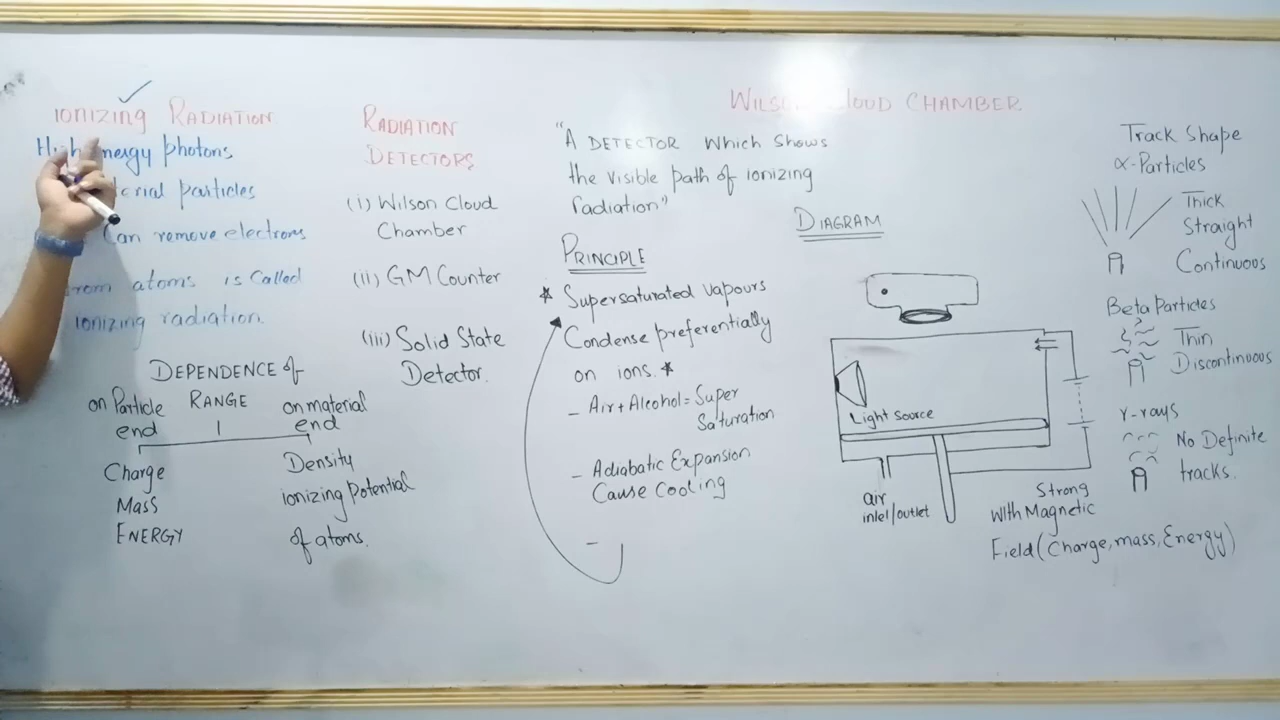 ionizing RADIATION
High energy photons
particles
Can remove electrons
from atoms is Called
ionizing radiation.
DEPENDENCE of
RANGE
on Particle
end
Charge
Mass
ENERGY
on material
end
Density
ionizing potential
of atoms.
RADIATION
DETECTORS
(i) Wilson Cloud
Chamber
(ii) GM Counter
(iii) Solid State
Detector.
WILSON CLOUD CHAMBER
"A DETECTOR Which Shows
the visible path of ionizing
radiation"
PRINCIPLE
* Supersaturated vapours
Condense preferentially
on ions. *
- Air + Alcohol = Super
Saturation
- Adiabatic Expansion
Cause Cooling
-
DIAGRAM
Light Source
air
inlet/outlet
Strong
With Magnetic
Field (Charge, mass, Energy)
Track Shape
α-Particles
Thick
Straight
Continuous
Beta Particles
Thin
Discontinuous
γ-rays
No Definite
tracks.